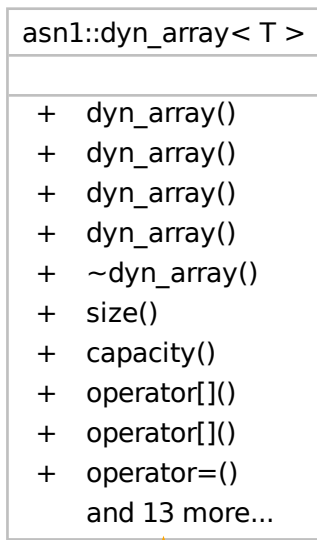 asn1::dyn_array< T >
+ dyn_array()
+ dyn_array()
+ dyn_array()
+ dyn_array()
+ ~dyn_array()
+ size()
+ capacity()
+ operator[]()
+ operator[]()
+ operator=()
and 13 more...